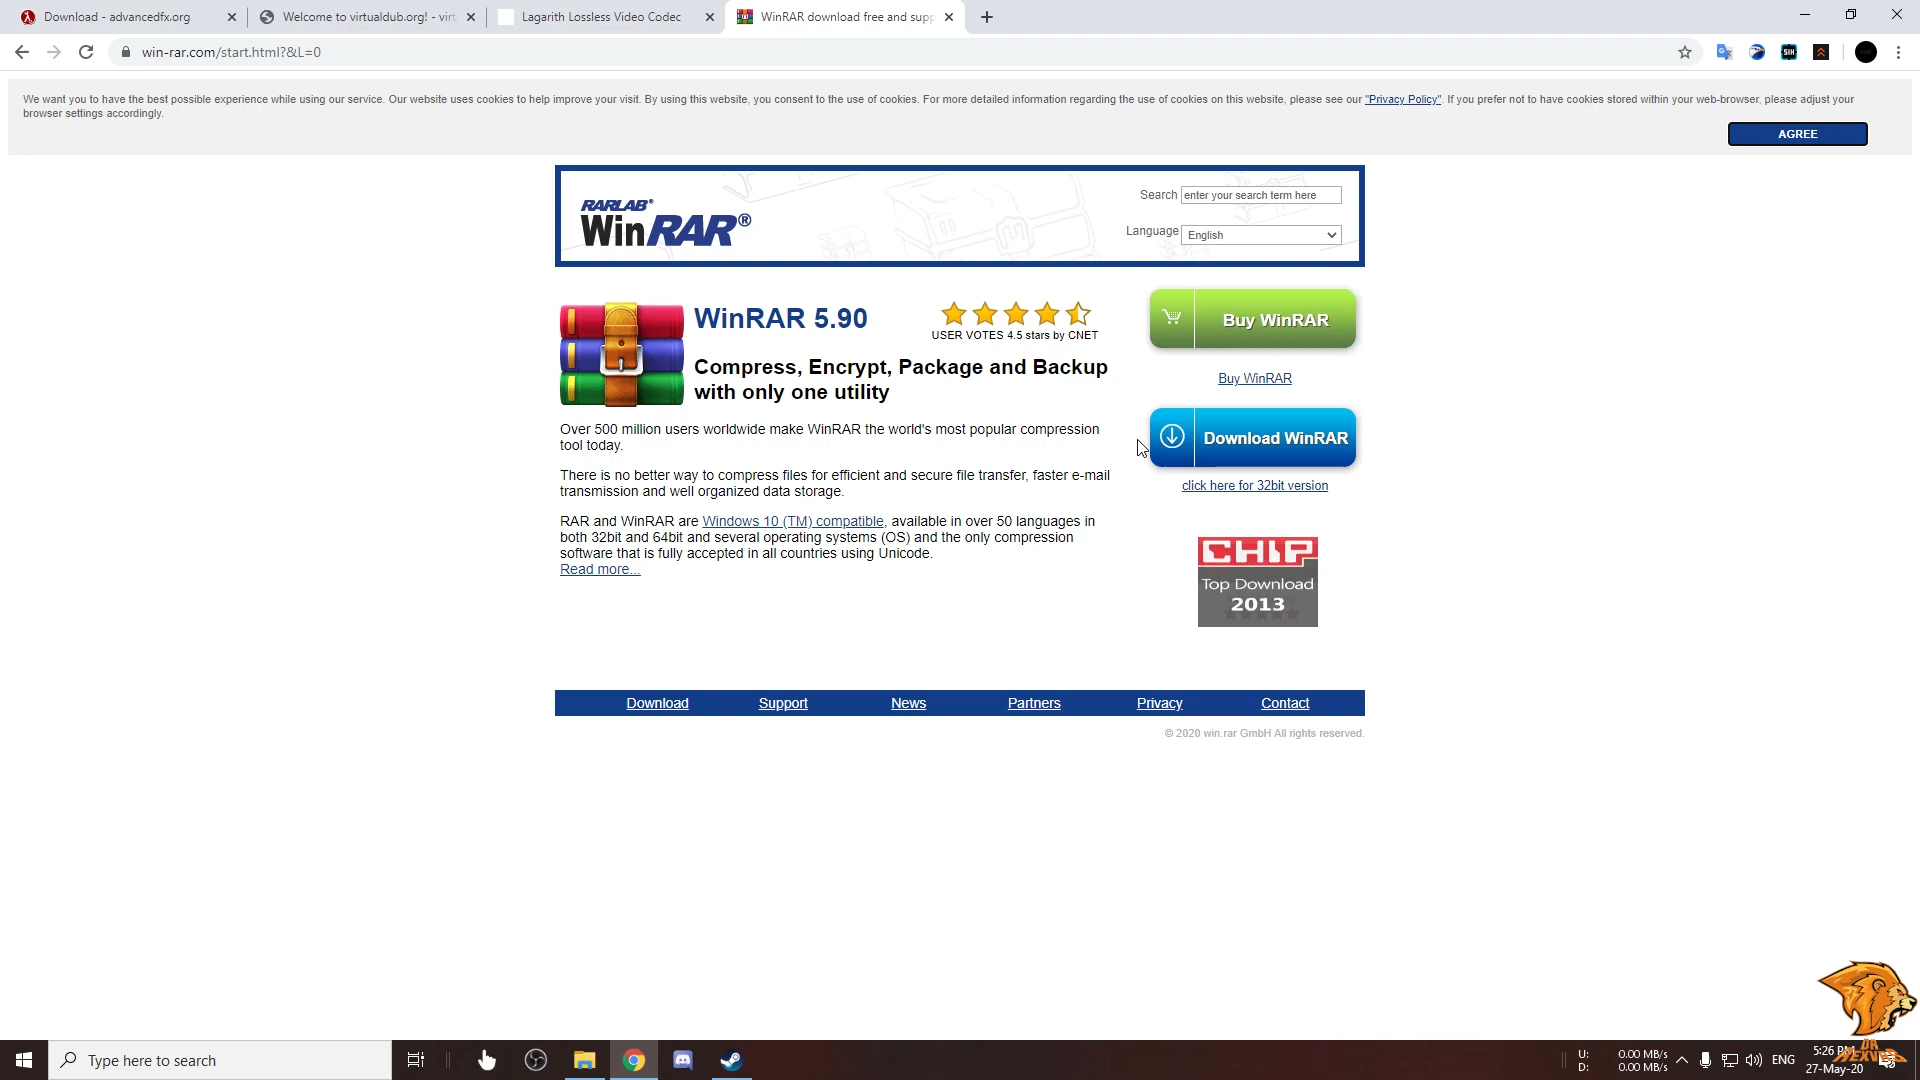 Download - advancedfx.org
Welcome to virtualdub.org! - virt
Lagarith Lossless Video Codec
WinRAR download free and supp
win-rar.com/start.html?&L=0
We want you to have the best possible experience while using our service. Our website uses cookies to help improve your visit. By using this website, you consent to the use of cookies. For more detailed information regarding the use of cookies on this website, please see our "Privacy Policy". If you prefer not to have cookies stored within your web-browser, please adjust your
browser settings accordingly.
AGREE
RARLAB®
WinRAR®
Search enter your search term here
Language English
WinRAR 5.90
USER VOTES 4.5 stars by CNET
Compress, Encrypt, Package and Backup
with only one utility
Over 500 million users worldwide make WinRAR the world's most popular compression
tool today.
There is no better way to compress files for efficient and secure file transfer, faster e-mail
transmission and well organized data storage.
RAR and WinRAR are Windows 10 (TM) compatible, available in over 50 languages in
both 32bit and 64bit and several operating systems (OS) and the only compression
software that is fully accepted in all countries using Unicode.
Read more...
Buy WinRAR
Buy WinRAR
Download WinRAR
click here for 32bit version
CHIP
Top Download
2013
Download Support News Partners Privacy Contact
© 2020 win.rar GmbH All rights reserved.
Type here to search
U: 0.00 MB/s
D: 0.00 MB/s
ENG
5:26 PM
27-May-20
SIH
DR